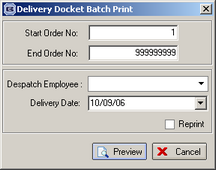 Delivery Docket Batch Print
Start Order No: 1
End Order No: 999999999
Despatch Employee :
Delivery Date: 10/09/06
Reprint
Preview Cancel